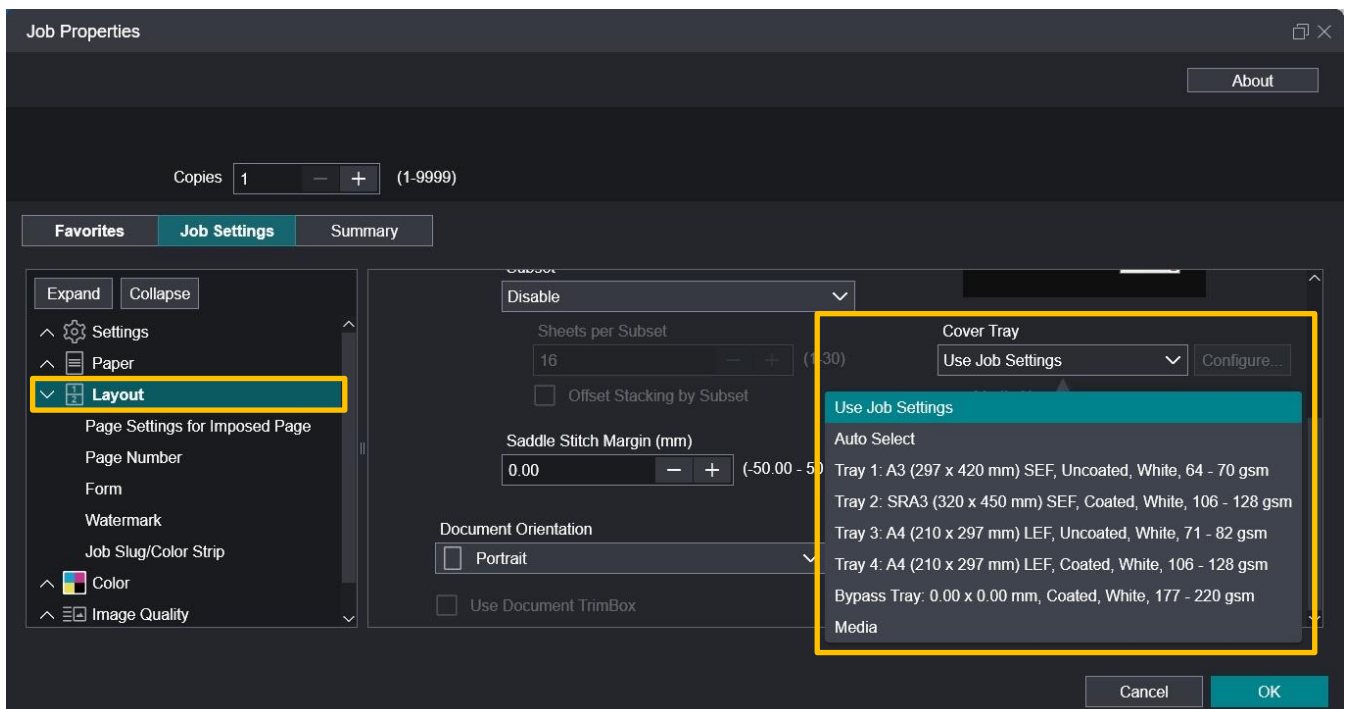 Job Properties
About
Copies 1 (1-9999)
Favorites Job Settings Summary
Expand Collapse
Settings
Paper
Layout
Page Settings for Imposed Page
Page Number
Form
Watermark
Job Slug/Color Strip
Color
Image Quality
Subset
Disable
Sheets per Subset
16
Offset Stacking by Subset
Saddle Stitch Margin (mm)
0.00 (-50.00 - 50
Document Orientation
Portrait
Use Document TrimBox
Cover Tray
Use Job Settings Configure...
Use Job Settings
Auto Select
Tray 1: A3 (297 x 420 mm) SEF, Uncoated, White, 64 - 70 gsm
Tray 2: SRA3 (320 x 450 mm) SEF, Coated, White, 106 - 128 gsm
Tray 3: A4 (210 x 297 mm) LEF, Uncoated, White, 71 - 82 gsm
Tray 4: A4 (210 x 297 mm) LEF, Coated, White, 106 - 128 gsm
Bypass Tray: 0.00 x 0.00 mm, Coated, White, 177 - 220 gsm
Media
Cancel OK